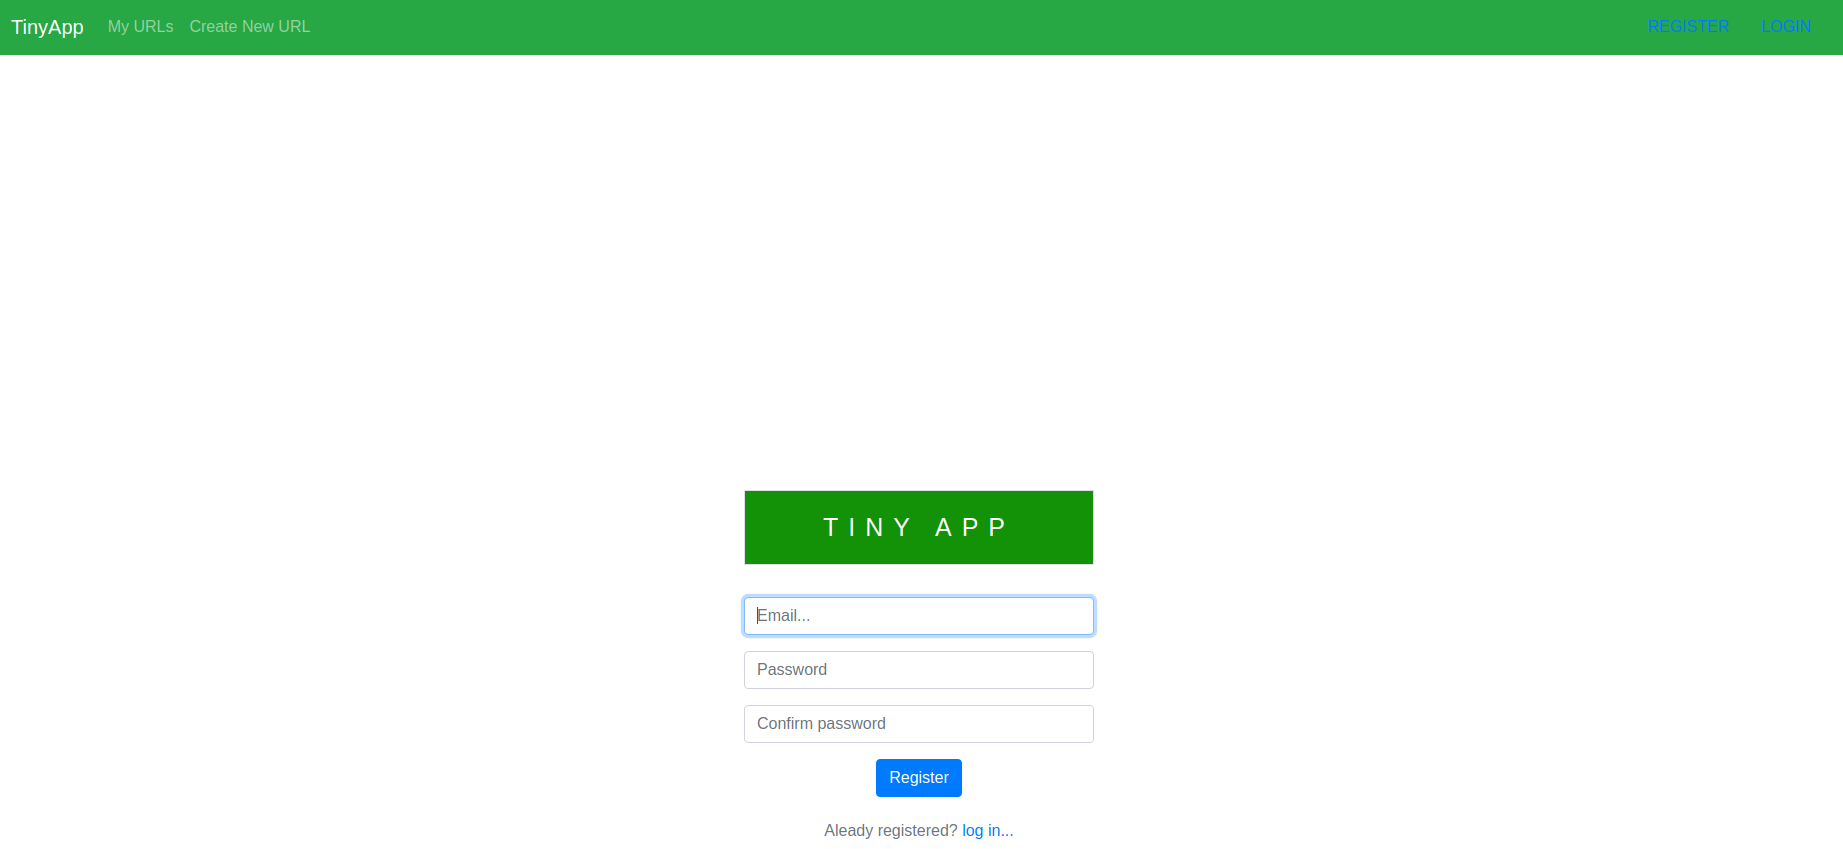 TinyApp My URLs Create New URL REGISTER LOGIN
TINY APP
Email...
Password
Confirm password
Register
Aleady registered? log in...